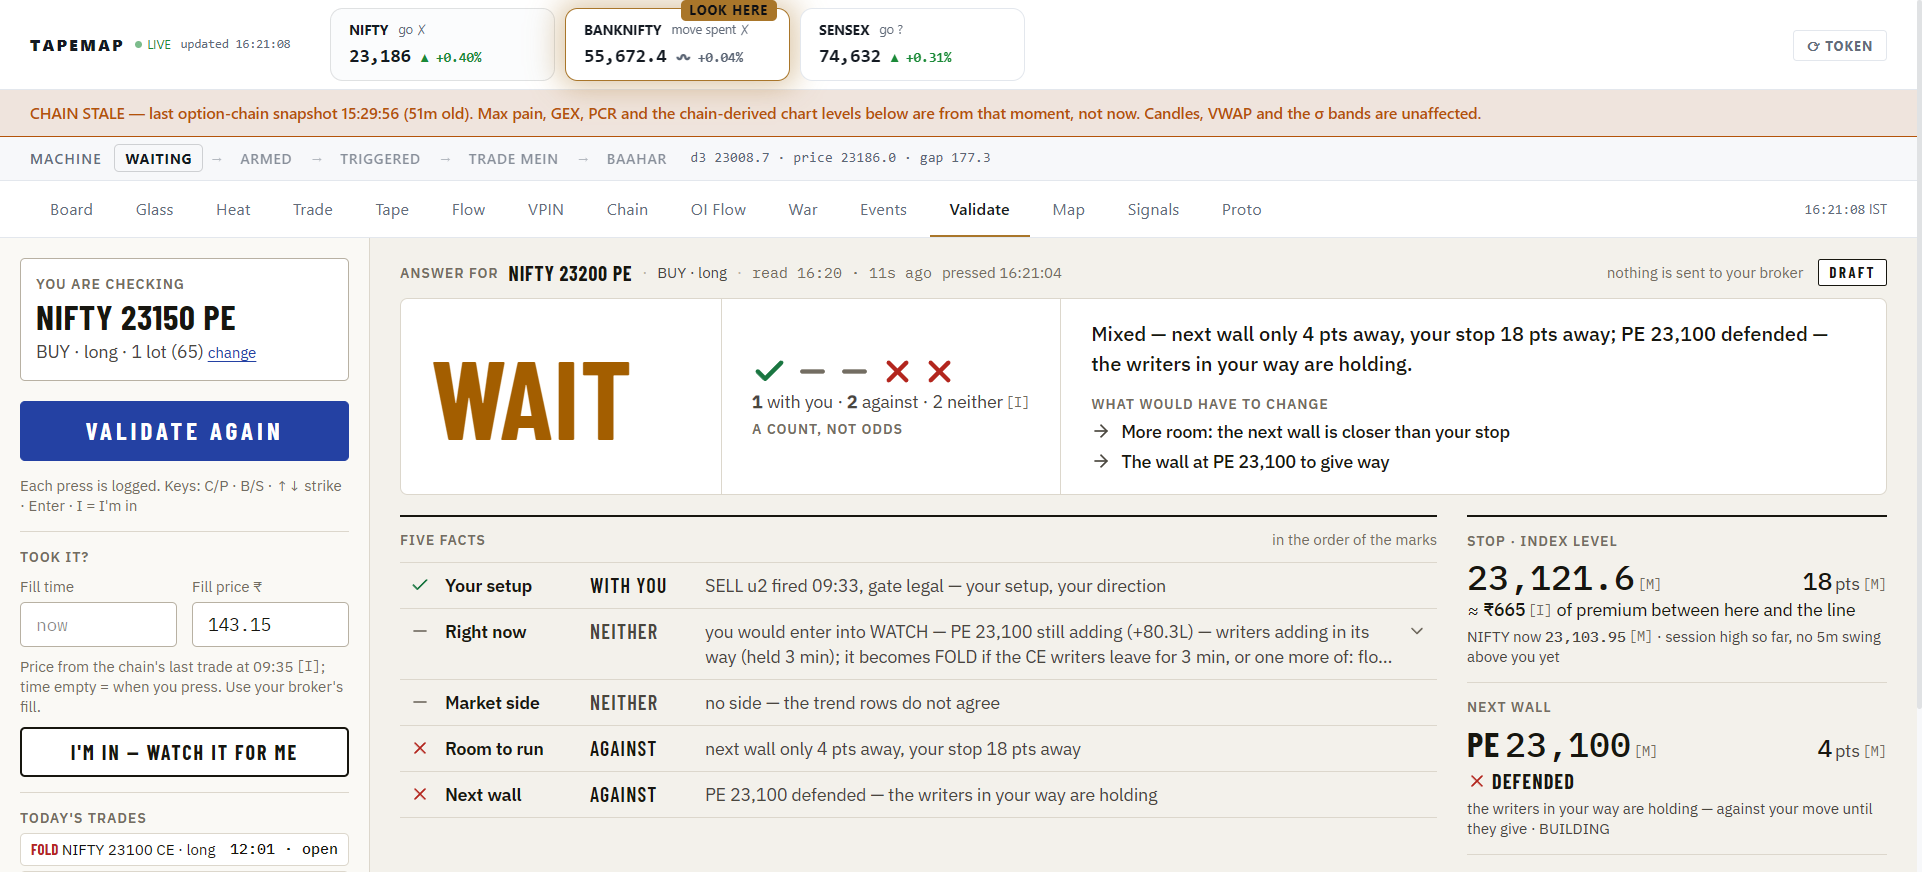 TAPEMAP
LIVE updated 16:21:08
NIFTY go ✗
23,186 ▲ +0.40%
LOOK HERE
BANKNIFTY move spent ✗
55,672.4 +0.04%
SENSEX go ?
74,632 ▲ +0.31%
⟳ TOKEN
CHAIN STALE — last option-chain snapshot 15:29:56 (51m old). Max pain, GEX, PCR and the chain-derived chart levels below are from that moment, not now. Candles, VWAP and the σ bands are unaffected.
MACHINE WAITING → ARMED → TRIGGERED → TRADE MEIN → BAAHAR d3 23008.7 · price 23186.0 · gap 177.3
Board Glass Heat Trade Tape Flow VPIN Chain OI Flow War Events Validate Map Signals Proto 16:21:08 IST
YOU ARE CHECKING
NIFTY 23150 PE
BUY · long · 1 lot (65) change
VALIDATE AGAIN
Each press is logged. Keys: C/P · B/S · ↑↓ strike
· Enter · I = I'm in
TOOK IT?
Fill time Fill price ₹
now 143.15
Price from the chain's last trade at 09:35 [I];
time empty = when you press. Use your broker's
fill.
I'M IN – WATCH IT FOR ME
TODAY'S TRADES
FOLD NIFTY 23100 CE · long 12:01 · open
ANSWER FOR NIFTY 23200 PE · BUY · long · read 16:20 · 11s ago pressed 16:21:04
nothing is sent to your broker DRAFT
WAIT
1 with you · 2 against · 2 neither [I]
A COUNT, NOT ODDS
Mixed — next wall only 4 pts away, your stop 18 pts away; PE 23,100 defended —
the writers in your way are holding.
WHAT WOULD HAVE TO CHANGE
→ More room: the next wall is closer than your stop
→ The wall at PE 23,100 to give way
FIVE FACTS in the order of the marks
Your setup WITH YOU SELL u2 fired 09:33, gate legal — your setup, your direction
Right now NEITHER you would enter into WATCH — PE 23,100 still adding (+80.3L) — writers adding in its
way (held 3 min); it becomes FOLD if the CE writers leave for 3 min, or one more of: flo...
Market side NEITHER no side — the trend rows do not agree
Room to run AGAINST next wall only 4 pts away, your stop 18 pts away
Next wall AGAINST PE 23,100 defended — the writers in your way are holding
STOP · INDEX LEVEL
23,121.6 [M] 18 pts [M]
≈ ₹665 [I] of premium between here and the line
NIFTY now 23,103.95 [M] · session high so far, no 5m swing
above you yet
NEXT WALL
PE 23,100 [M] 4 pts [M]
✕ DEFENDED
the writers in your way are holding — against your move until
they give · BUILDING